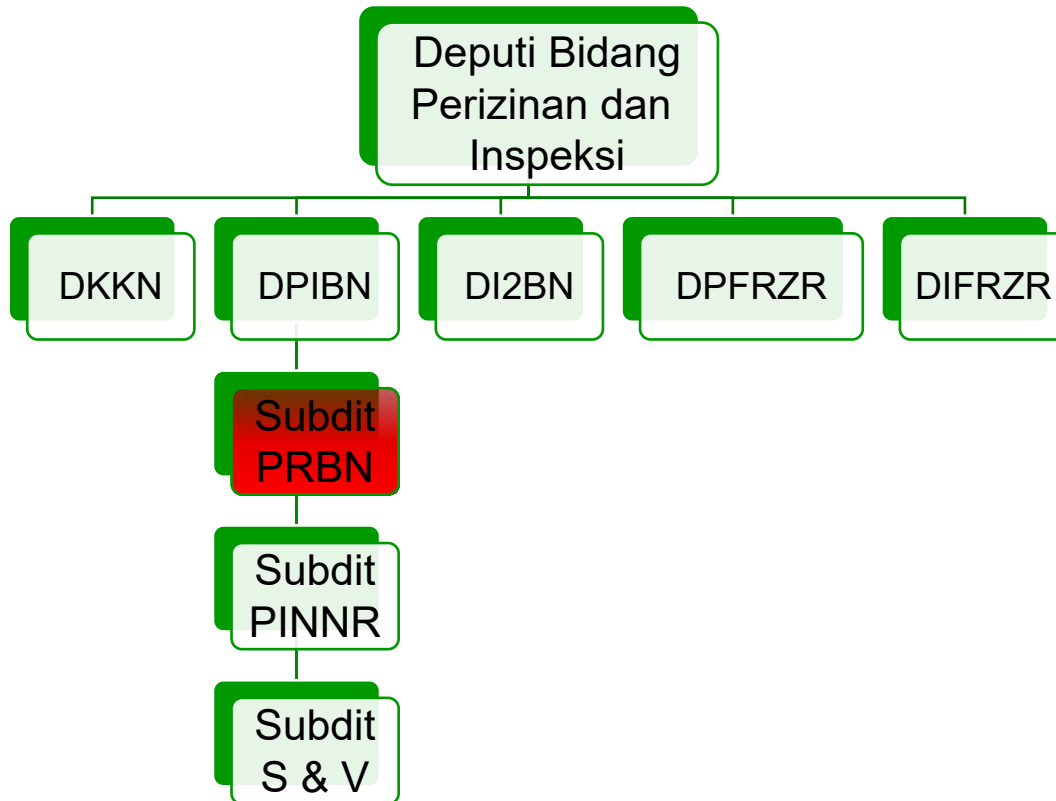 Deputi Bidang
Perizinan dan
Inspeksi
DKKN
DPIBN
DI2BN
DPFRZR
DIFRZR
Subdit
PRBN
Subdit
PINNR
Subdit
S & V